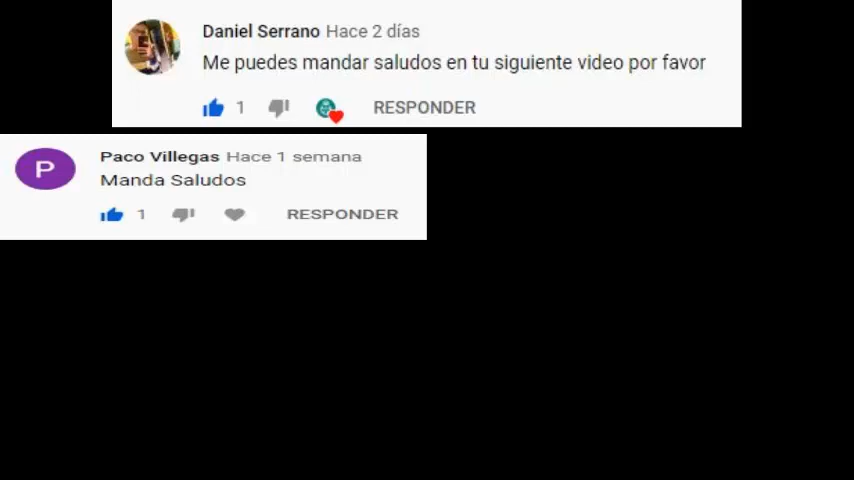 Daniel Serrano Hace 2 días
Me puedes mandar saludos en tu siguiente video por favor
1 RESPONDER
P
Paco Villegas Hace 1 semana
Manda Saludos
1 RESPONDER